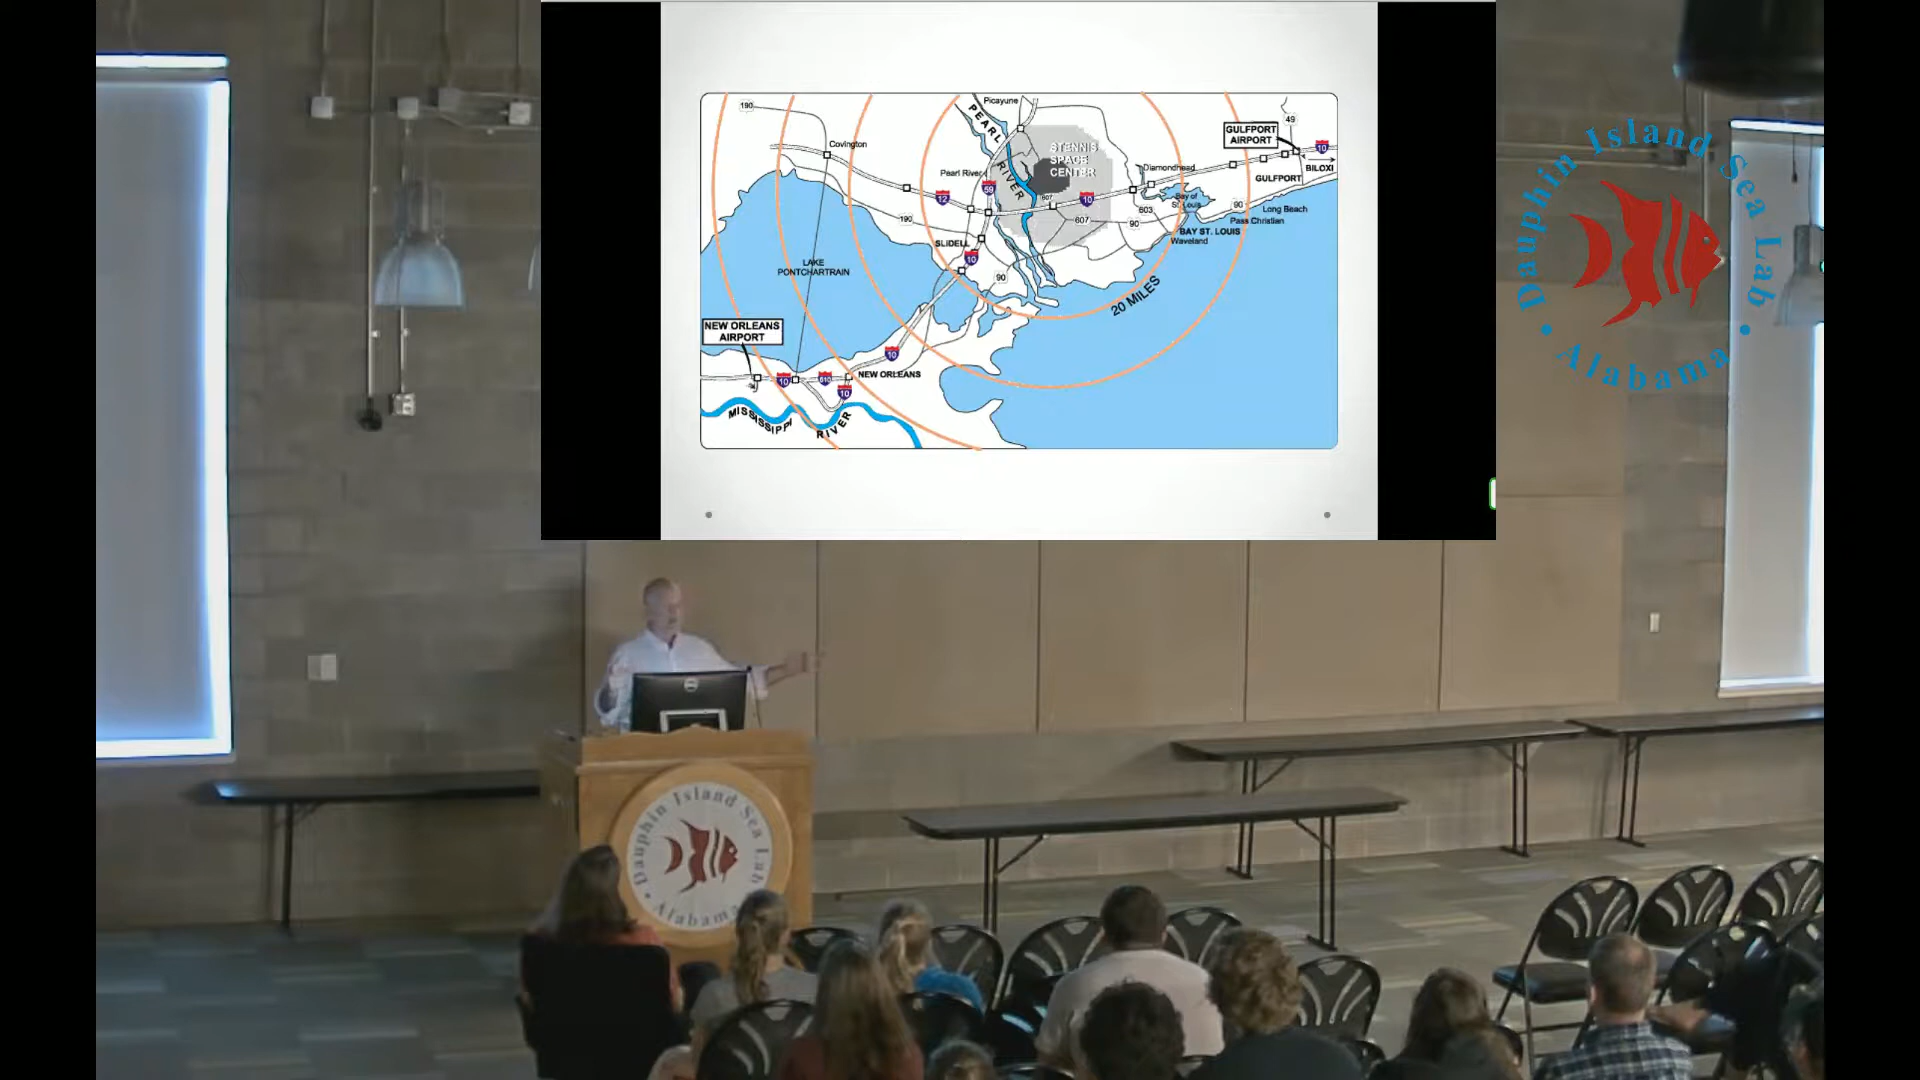 190
Picayune
PEARL
RIVER
49
GULFPORT
AIRPORT
10
BILOXI
Covington
STENNIS
SPACE
CENTER
Pearl River
Diamondhead
GULFPORT
12
59
607
10
Bay of
St. Louis
603
90
Long Beach
190
607
90
Pass Christian
SLIDELL
BAY ST. LOUIS
Waveland
10
LAKE
PONTCHARTRAIN
90
20 MILES
NEW ORLEANS
AIRPORT
10
10
610
NEW ORLEANS
10
MISSISSIPPI
RIVER
Dauphin Island Sea Lab
• Alabama •
DELL
Dauphin Island Sea Lab
• Alabama •